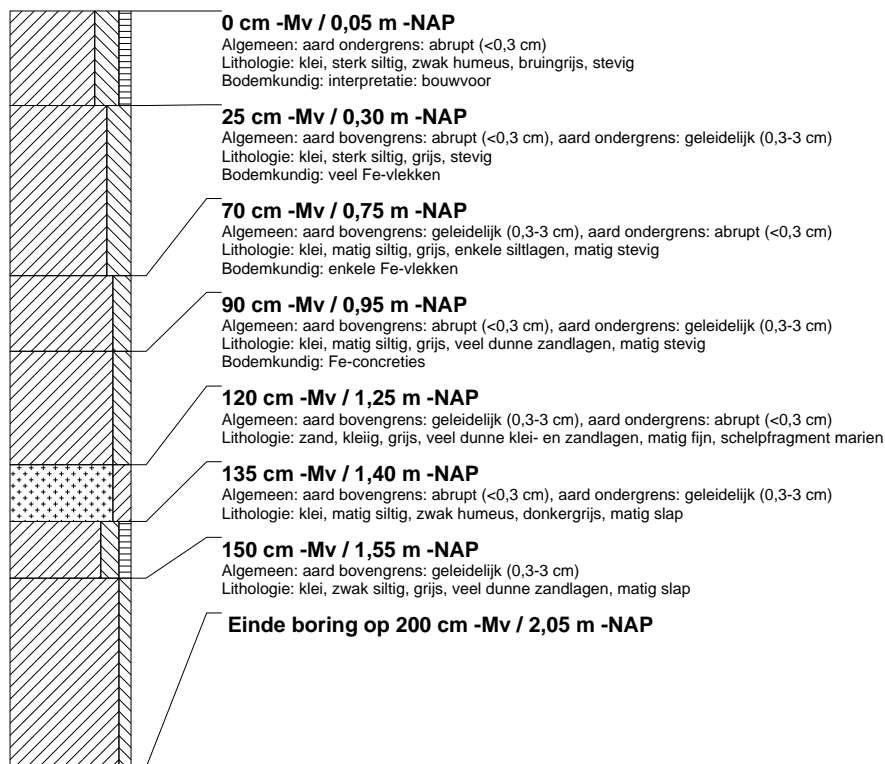 0 cm -Mv / 0,05 m -NAP
Algemeen: aard ondergrens: abrupt (<0,3 cm)
Lithologie: klei, sterk siltig, zwak humeus, bruingrijs, stevig
Bodemkundig: interpretatie: bouwvoor
25 cm -Mv / 0,30 m -NAP
Algemeen: aard bovengrens: abrupt (<0,3 cm), aard ondergrens: geleidelijk (0,3-3 cm)
Lithologie: klei, sterk siltig, grijs, stevig
Bodemkundig: veel Fe-vlekken
70 cm -Mv / 0,75 m -NAP
Algemeen: aard bovengrens: geleidelijk (0,3-3 cm), aard ondergrens: abrupt (<0,3 cm)
Lithologie: klei, matig siltig, grijs, enkele siltlagen, matig stevig
Bodemkundig: enkele Fe-vlekken
90 cm -Mv / 0,95 m -NAP
Algemeen: aard bovengrens: abrupt (<0,3 cm), aard ondergrens: geleidelijk (0,3-3 cm)
Lithologie: klei, matig siltig, grijs, veel dunne zandlagen, matig stevig
Bodemkundig: Fe-concreties
120 cm -Mv / 1,25 m -NAP
Algemeen: aard bovengrens: geleidelijk (0,3-3 cm), aard ondergrens: abrupt (<0,3 cm)
Lithologie: zand, kleiig, grijs, veel dunne klei- en zandlagen, matig fijn, schelpfragment marien
135 cm -Mv / 1,40 m -NAP
Algemeen: aard bovengrens: abrupt (<0,3 cm), aard ondergrens: geleidelijk (0,3-3 cm)
Lithologie: klei, matig siltig, zwak humeus, donkergrijs, matig slap
150 cm -Mv / 1,55 m -NAP
Algemeen: aard bovengrens: geleidelijk (0,3-3 cm)
Lithologie: klei, zwak siltig, grijs, veel dunne zandlagen, matig slap
Einde boring op 200 cm -Mv / 2,05 m -NAP